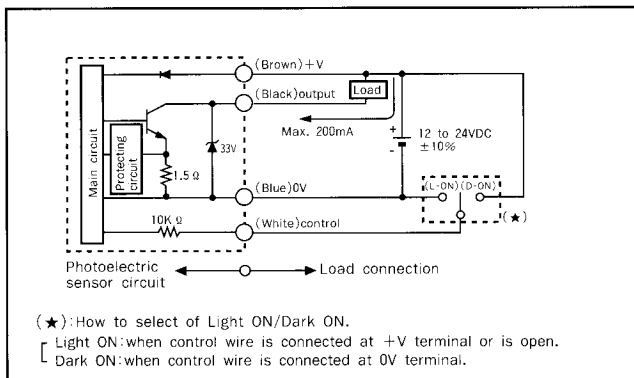 (Brown)+V
(Black)output
Load
Max. 200mA
Main circuit
Protecting circuit
33V
1.5Ω
+
-
12 to 24VDC
±10%
(Blue)0V
(L-ON)(D-ON)
(★)
10K Ω
(White)control
Photoelectric
sensor circuit
Load connection
(★):How to select of Light ON/Dark ON.
Light ON:when control wire is connected at +V terminal or is open.
Dark ON:when control wire is connected at 0V terminal.